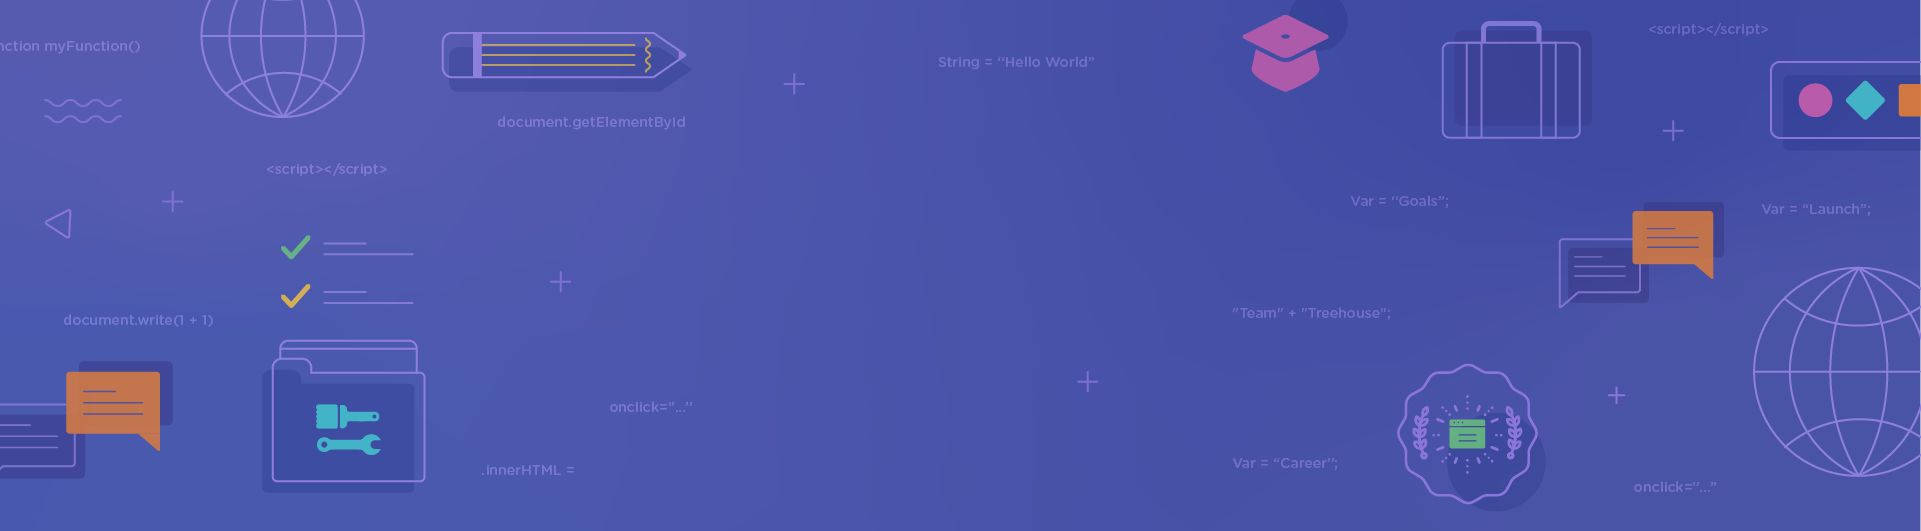 nction myFunction()
String = “Hello World”
<script></script>
document.getElementById
<script></script>
Var = "Goals";
Var = “Launch”;
document.write(1 + 1)
"Team" + "Treehouse";
onclick="..."
.innerHTML =
Var = “Career”;
onclick="..."